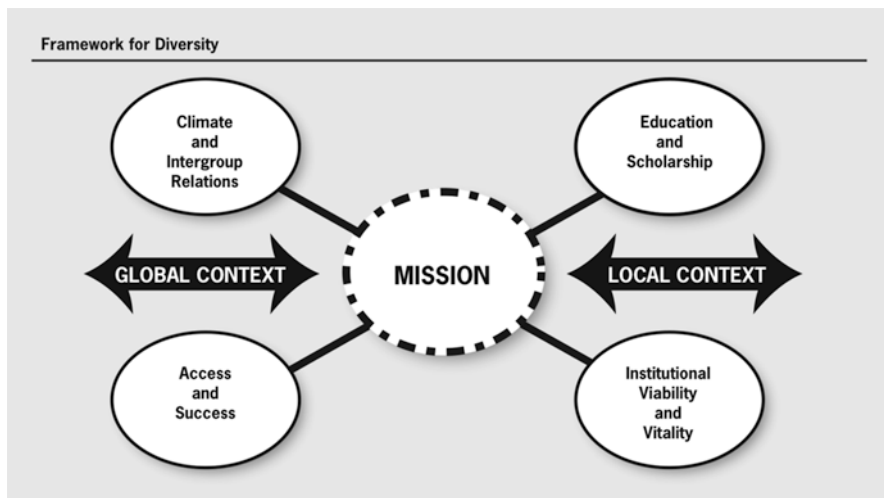 Framework for Diversity
Climate
and
Intergroup
Relations
Education
and
Scholarship
GLOBAL CONTEXT
MISSION
LOCAL CONTEXT
Access
and
Success
Institutional
Viability
and
Vitality